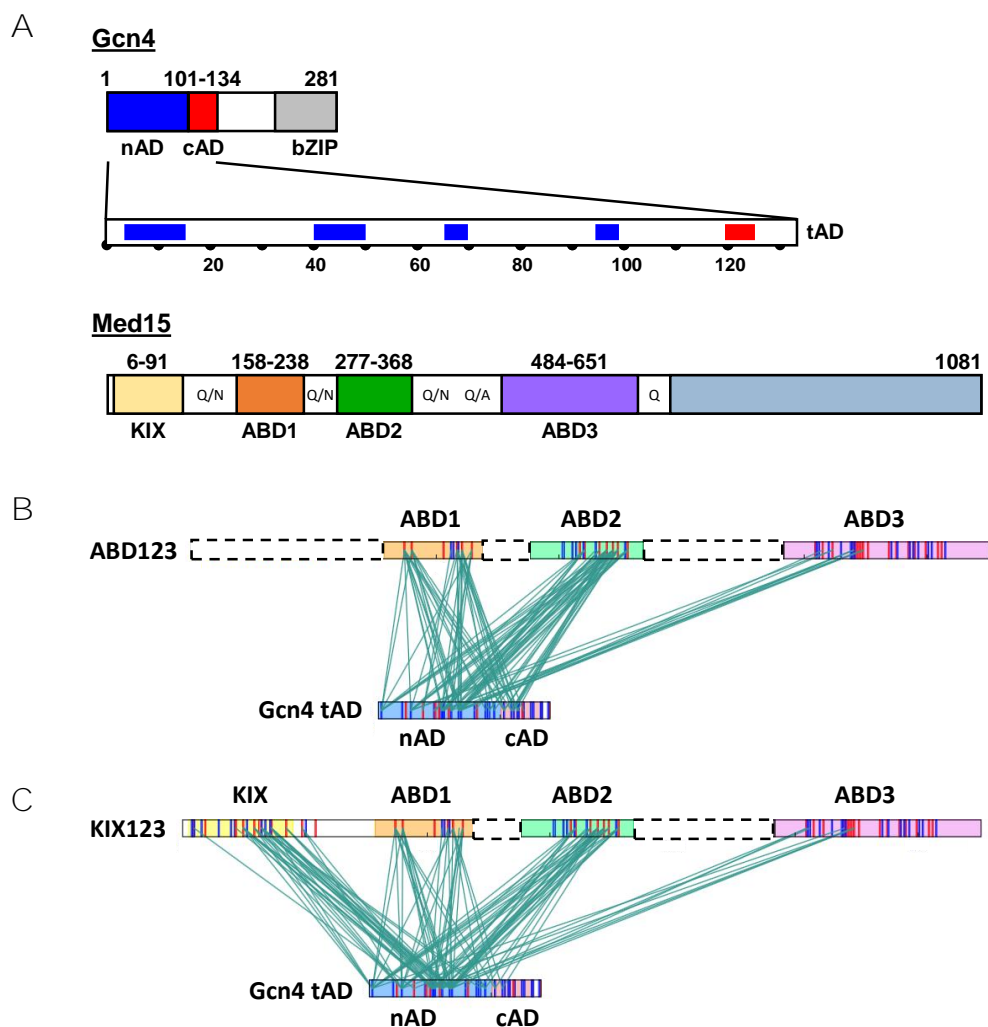 A
Gcn4
1 101-134 281
nAD cAD bZIP
tAD
20 40 60 80 100 120
Med15
6-91 158-238 277-368 484-651 1081
Q/N Q/N Q/N Q/A Q
KIX ABD1 ABD2 ABD3
B
ABD1 ABD2 ABD3
ABD123
Gcn4 tAD
nAD cAD
C
KIX ABD1 ABD2 ABD3
KIX123
Gcn4 tAD
nAD cAD